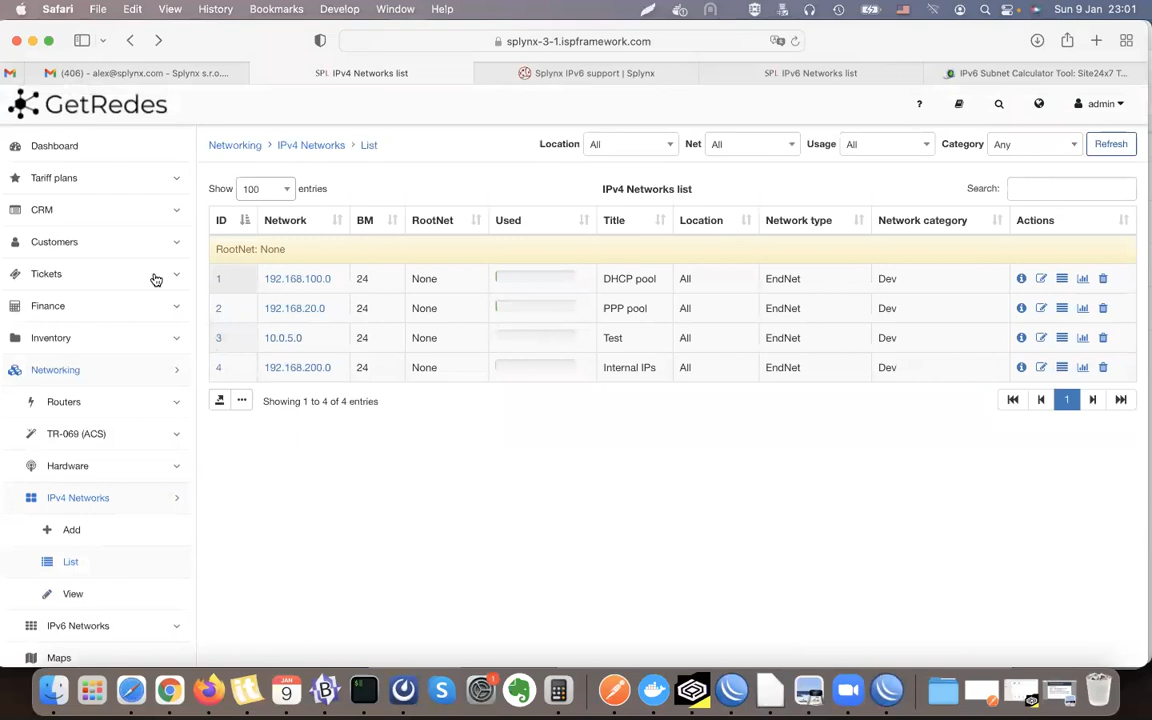 Safari File Edit View History Bookmarks Develop Window Help Sun 9 Jan 23:01
splynx-3-1.ispframework.com
(406) - alex@splynx.com - Splynx s.r.o.... SPL IPv4 Networks list Splynx IPv6 support | Splynx SPL IPv6 Networks list IPv6 Subnet Calculator Tool: Site24x7 T...
GetRedes ? admin
Dashboard
Tariff plans
CRM
Customers
Tickets
Finance
Inventory
Networking
Routers
TR-069 (ACS)
Hardware
IPv4 Networks
Add
List
View
IPv6 Networks
Maps
Networking > IPv4 Networks > List Location All Net All Usage All Category Any Refresh
Show 100 entries IPv4 Networks list Search:
ID Network BM RootNet Used Title Location Network type Network category Actions
RootNet: None
1 192.168.100.0 24 None DHCP pool All EndNet Dev
2 192.168.20.0 24 None PPP pool All EndNet Dev
3 10.0.5.0 24 None Test All EndNet Dev
4 192.168.200.0 24 None Internal IPs All EndNet Dev
Showing 1 to 4 of 4 entries 1
9 JAN 9 1